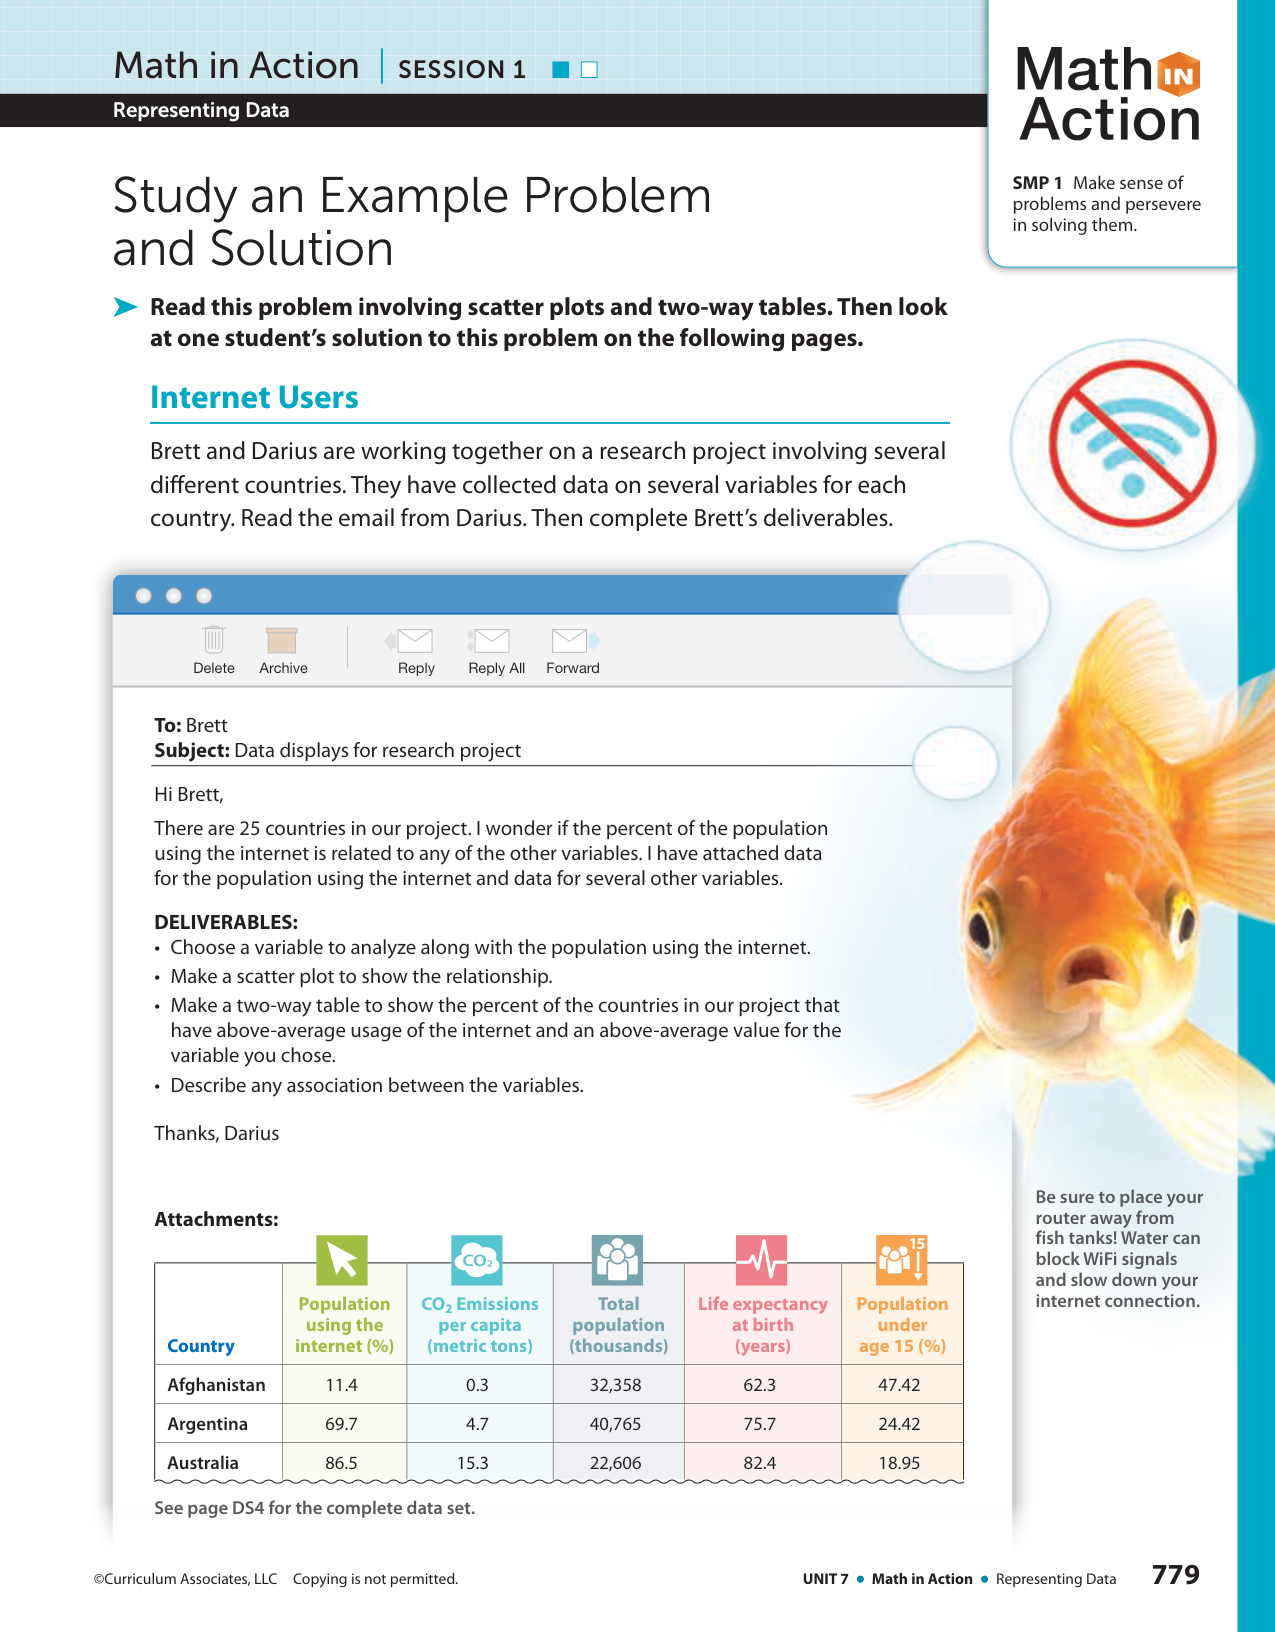 Math in Action | SESSION 1
Representing Data
Math IN
Action
SMP 1 Make sense of
problems and persevere
in solving them.
Study an Example Problem
and Solution
Read this problem involving scatter plots and two-way tables. Then look
at one student’s solution to this problem on the following pages.
Internet Users
Brett and Darius are working together on a research project involving several
different countries. They have collected data on several variables for each
country. Read the email from Darius. Then complete Brett’s deliverables.
Delete Archive Reply Reply All Forward
To: Brett
Subject: Data displays for research project
Hi Brett,
There are 25 countries in our project. I wonder if the percent of the population
using the internet is related to any of the other variables. I have attached data
for the population using the internet and data for several other variables.
DELIVERABLES:
• Choose a variable to analyze along with the population using the internet.
• Make a scatter plot to show the relationship.
• Make a two-way table to show the percent of the countries in our project that
have above-average usage of the internet and an above-average value for the
variable you chose.
• Describe any association between the variables.
Thanks, Darius
Be sure to place your
router away from
fish tanks! Water can
block WiFi signals
and slow down your
internet connection.
Attachments:
CO₂ 15
Population CO₂ Emissions Total Life expectancy Population
using the per capita population at birth under
Country internet (%) (metric tons) (thousands) (years) age 15 (%)
Afghanistan 11.4 0.3 32,358 62.3 47.42
Argentina 69.7 4.7 40,765 75.7 24.42
Australia 86.5 15.3 22,606 82.4 18.95
See page DS4 for the complete data set.
©Curriculum Associates, LLC Copying is not permitted. UNIT 7 • Math in Action • Representing Data 779